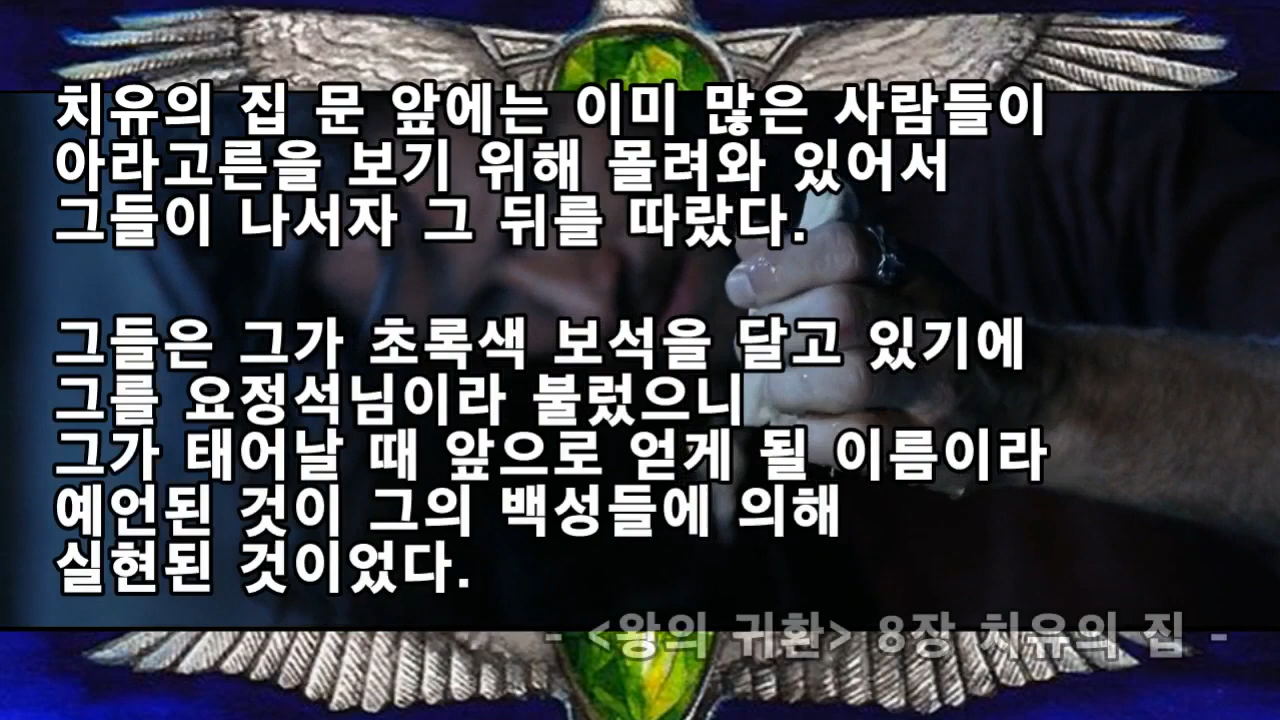 치유의 집 문 앞에는 이미 많은 사람들이
아라고른을 보기 위해 몰려와 있어서
그들이 나서자 그 뒤를 따랐다.
그들은 그가 초록색 보석을 달고 있기에
그를 요정석님이라 불렀으니
그가 태어날 때 앞으로 얻게 될 이름이라
예언된 것이 그의 백성들에 의해
실현된 것이었다.
- <왕의 귀환> 8장 치유의 집 -